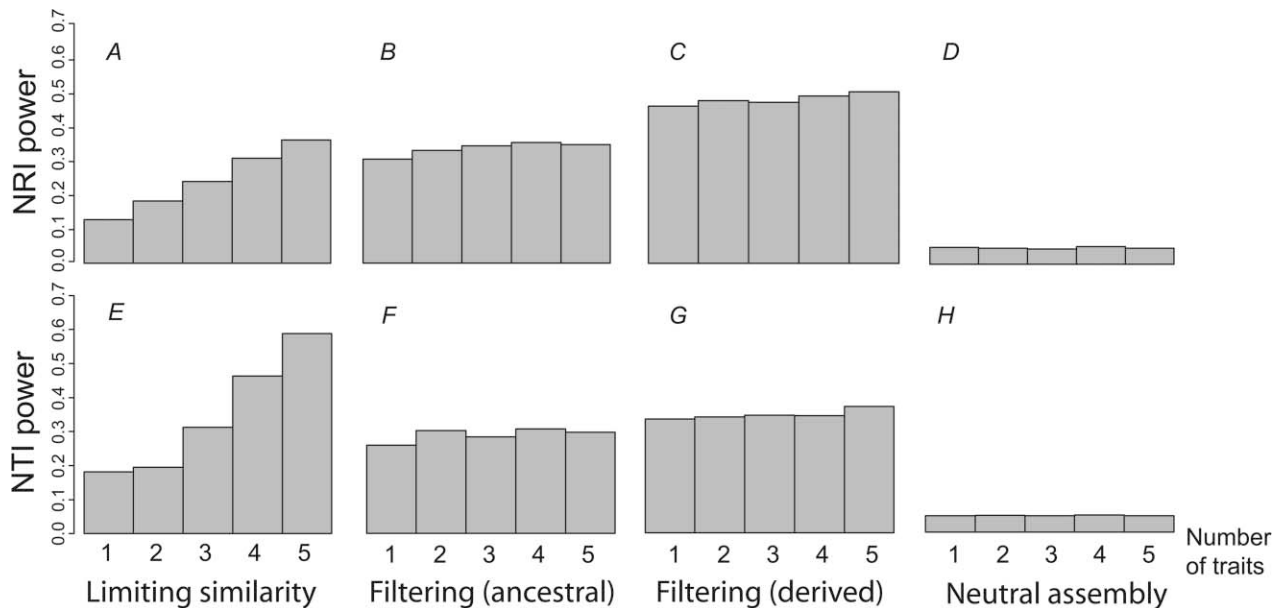 A B C D
NRI power
0.0 0.1 0.2 0.3 0.4 0.5 0.6 0.7
E F G H
NTI power
0.0 0.1 0.2 0.3 0.4 0.5 0.6 0.7
1 2 3 4 5 1 2 3 4 5 1 2 3 4 5 1 2 3 4 5
Number
of traits
Limiting similarity Filtering (ancestral) Filtering (derived) Neutral assembly